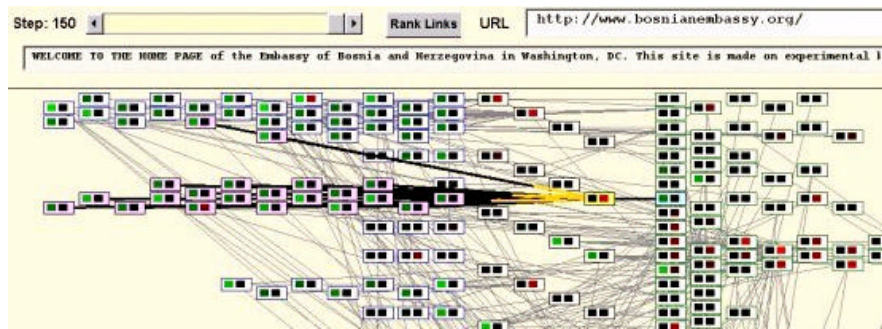 Step: 150
Rank Links
URL
http://www.bosnianembassy.org/
WELCOME TO THE HOME PAGE of the Embassy of Bosnia and Herzegovina in Washington, DC. This site is made on experimental